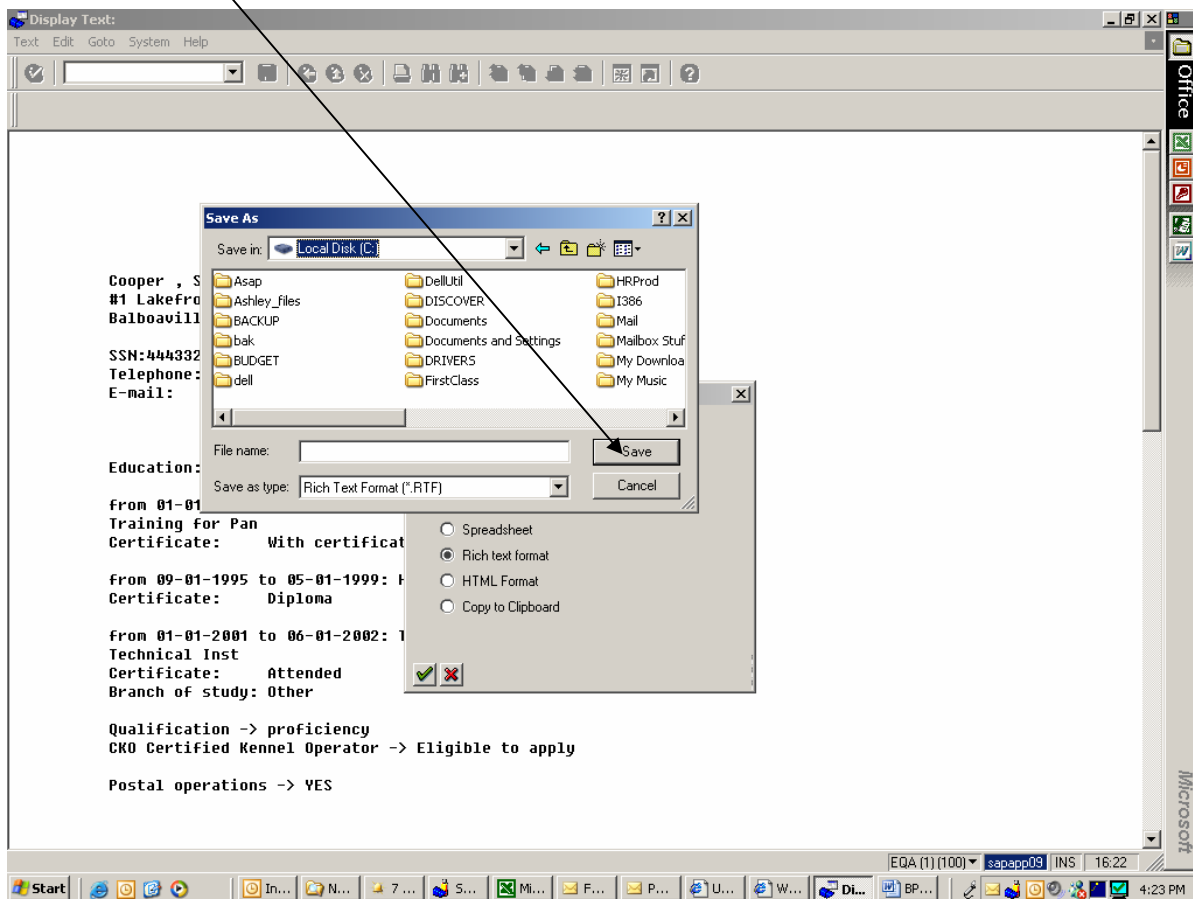 Display Text:
Text Edit Goto System Help
Office
Save As
Save in: Local Disk (C:)
Asap DellUtil HRProd
Ashley_files DISCOVER I386
BACKUP Documents Mail
bak Documents and Settings Mailbox Stuf
BUDGET DRIVERS My Downloa
dell FirstClass My Music
File name: Save
Save as type: Rich Text Format (*.RTF) Cancel
Cooper , S
#1 Lakefro
Balboavill
SSN:444332
Telephone:
E-mail:
Education:
from 01-01
Training for Pan
Certificate: With certificat
from 09-01-1995 to 05-01-1999: H
Certificate: Diploma
from 01-01-2001 to 06-01-2002: T
Technical Inst
Certificate: Attended
Branch of study: Other
Qualification -> proficiency
CKO Certified Kennel Operator -> Eligible to apply
Postal operations -> YES
Spreadsheet
Rich text format
HTML Format
Copy to Clipboard
Microsoft
EQA (1) (100) sapapp09 INS 16:22
Start In... N... 7 ... S... Mi... F... P... U... W... Di... BP... 4:23 PM